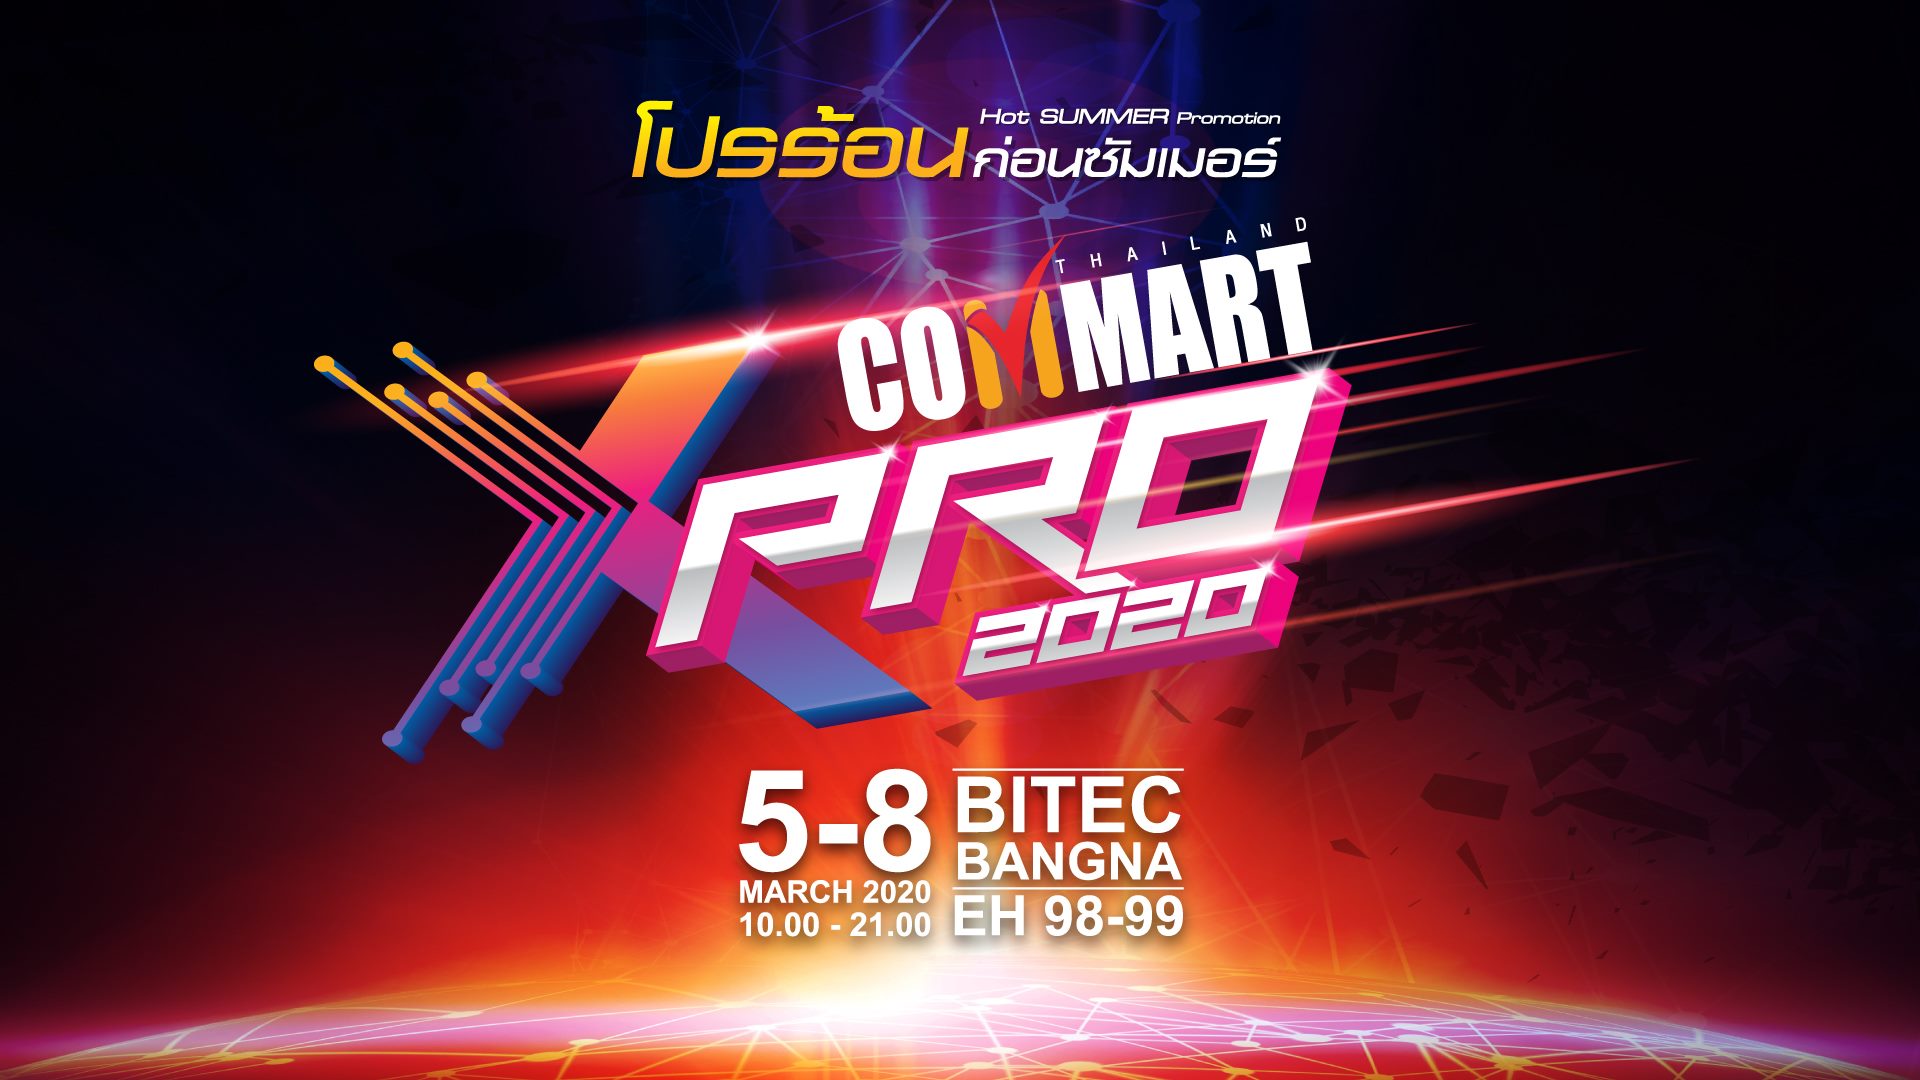 โปรร้อน
Hot SUMMER Promotion
ก่อนซัมเมอร์
THAILAND
COMMART
XPRO
2020
5-8
MARCH 2020
10.00 - 21.00
BITEC
BANGNA
EH 98-99